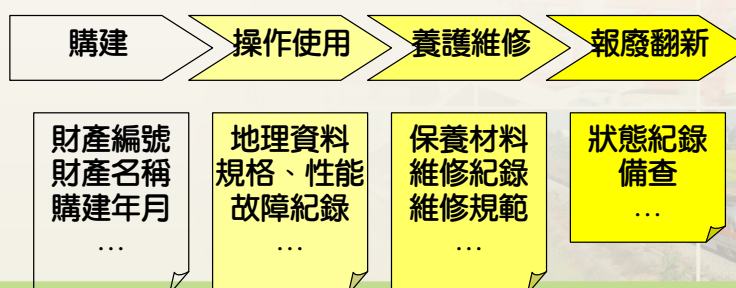 購建
操作使用
養護維修
報廢翻新
財產編號
財產名稱
購建年月
…
地理資料
規格、性能
故障紀錄
…
保養材料
維修紀錄
維修規範
…
狀態紀錄
備查
…